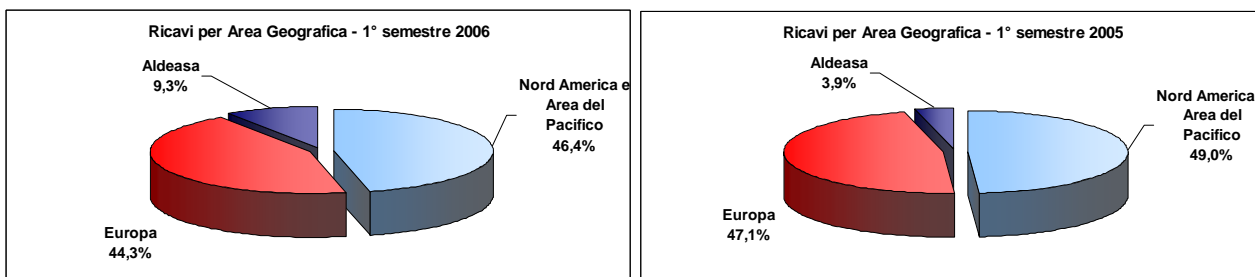 Ricavi per Area Geografica - 1° semestre 2006
Aldeasa
9,3%
Nord America e
Area del
Pacifico
46,4%
Europa
44,3%
Ricavi per Area Geografica - 1° semestre 2005
Aldeasa
3,9%
Nord America
Area del
Pacifico
49,0%
Europa
47,1%